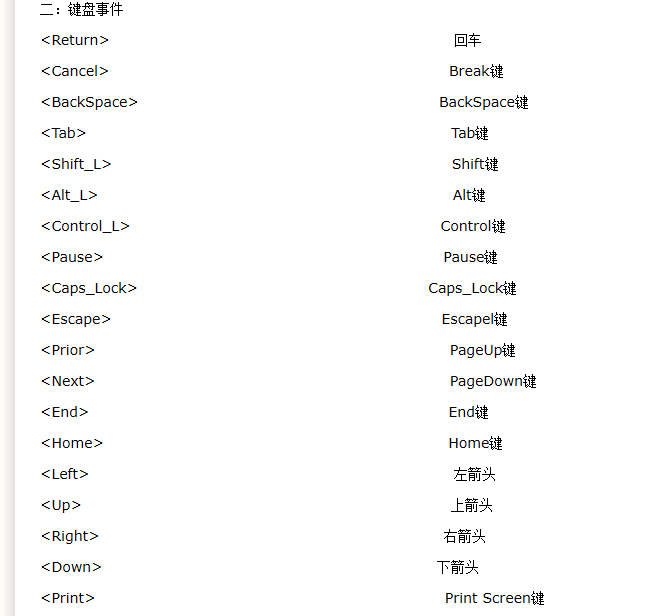 二：键盘事件
<Return> 回车
<Cancel> Break键
<BackSpace> BackSpace键
<Tab> Tab键
<Shift_L> Shift键
<Alt_L> Alt键
<Control_L> Control键
<Pause> Pause键
<Caps_Lock> Caps_Lock键
<Escape> Escapel键
<Prior> PageUp键
<Next> PageDown键
<End> End键
<Home> Home键
<Left> 左箭头
<Up> 上箭头
<Right> 右箭头
<Down> 下箭头
<Print> Print Screen键